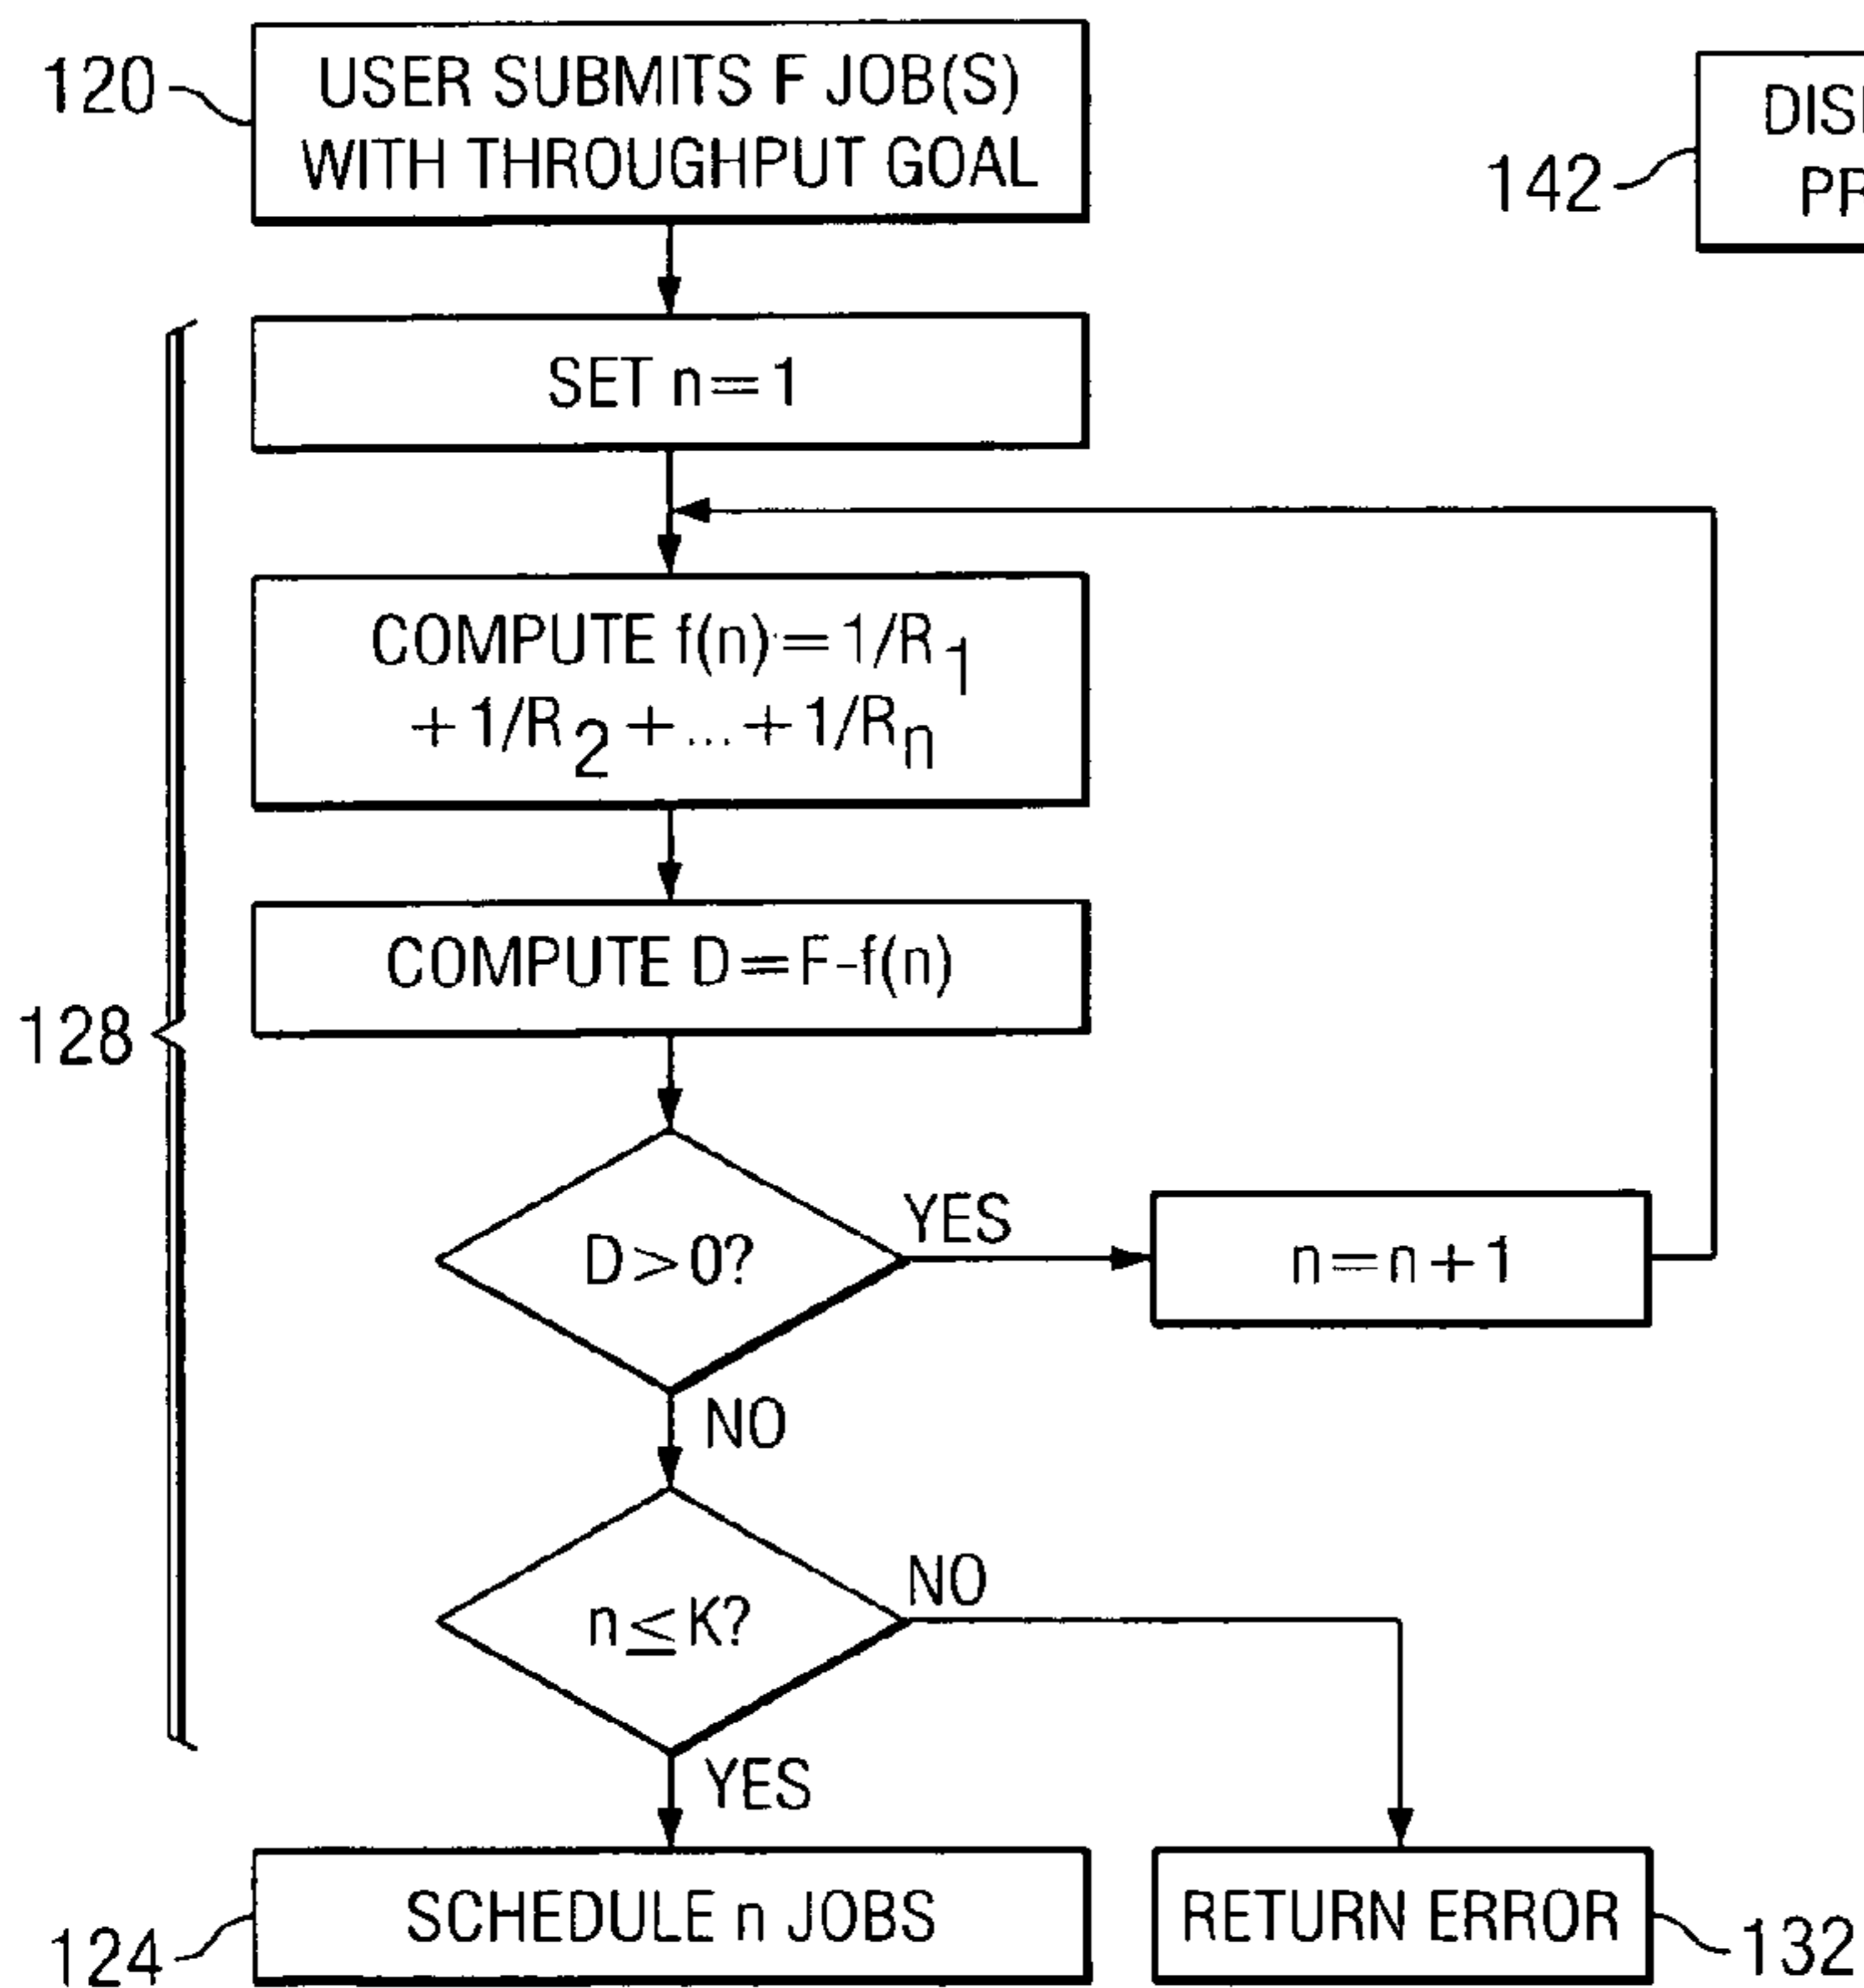 120
USER SUBMITS F JOB(S)
WITH THROUGHPUT GOAL
142
SET n=1
COMPUTE f(n)=1/R1
+1/R2+...+1/Rn
COMPUTE D=F-f(n)
128
D>0?
YES
n=n+1
NO
n≤K?
NO
YES
124
SCHEDULE n JOBS
RETURN ERROR
132